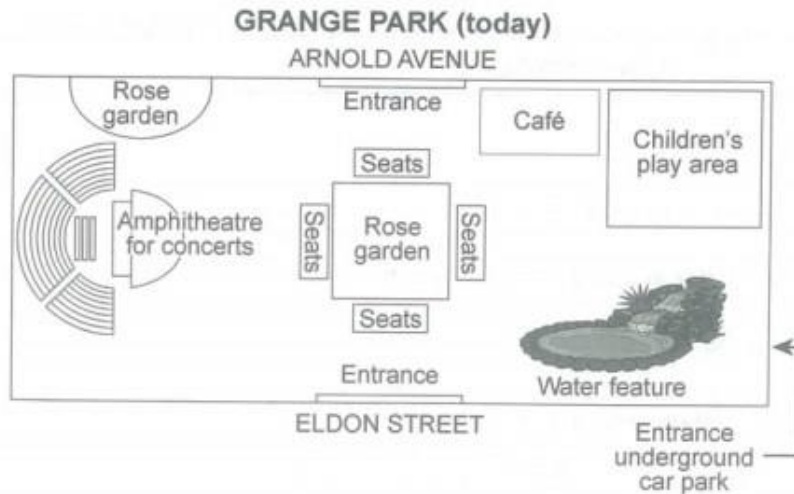 GRANGE PARK (today)
ARNOLD AVENUE
Rose
garden
Entrance
Café
Children's
play area
Seats
Amphitheatre
for concerts
Seats
Rose
garden
Seats
Seats
Entrance
Water feature
ELDON STREET
Entrance
underground
car park